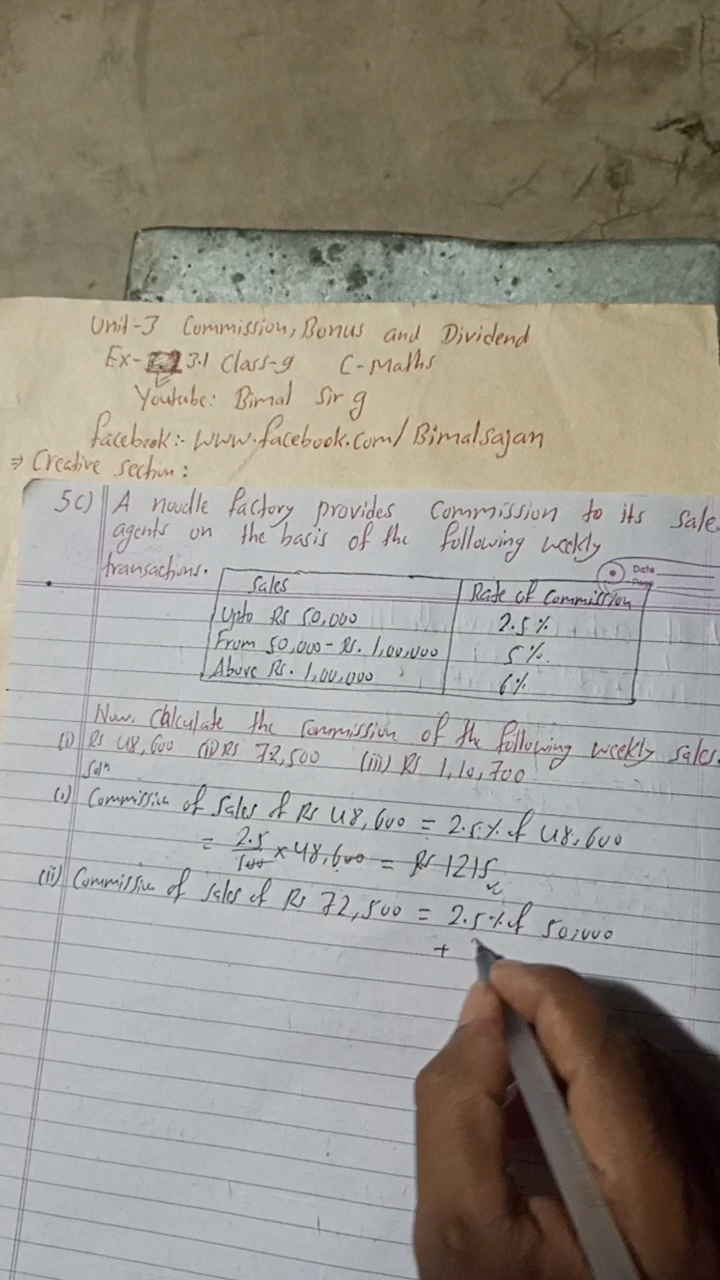 Unit-3 Commission, Bonus and Dividend
Ex- 3.1 Class-9 C-Maths
Youtube: Bimal Sir g
facebook:- www.facebook.com/Bimalsajan
⇒ Creative section:
5c) A noodle factory provides Commission to its sale
agents on the basis of the following weekly
transactions.
Date
Page
Sales Rate of Commission
Upto Rs 50,000 2.5%
From 50,000 - Rs. 1,00,000 5%
Above Rs. 1,00,000 6%
Now, Calculate the Commission of the following weekly sales.
(i) Rs 48,600 (ii) Rs 72,500 (iii) Rs 1,10,700
Soln
(i) Commission of Sales of Rs 48,600 = 2.5% of 48,600
= 2.5/100 × 48,600 = Rs 1215
(ii) Commission of sales of Rs 72,500 = 2.5% of 50,000
+